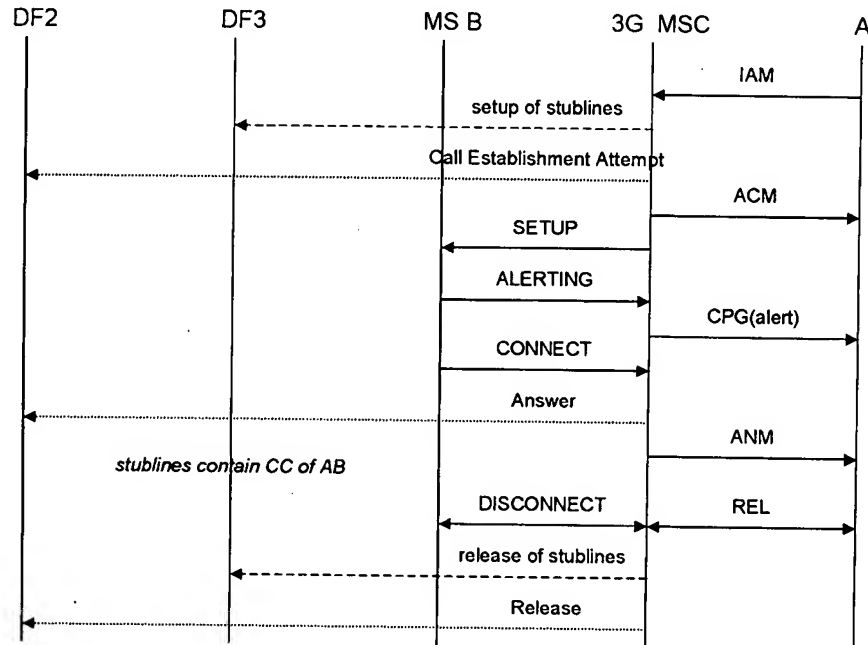 DF2 DF3 MS B 3G MSC A
IAM
setup of stublines
Call Establishment Attempt
ACM
SETUP
ALERTING
CPG(alert)
CONNECT
Answer
ANM
stublines contain CC of AB
DISCONNECT REL
release of stublines
Release